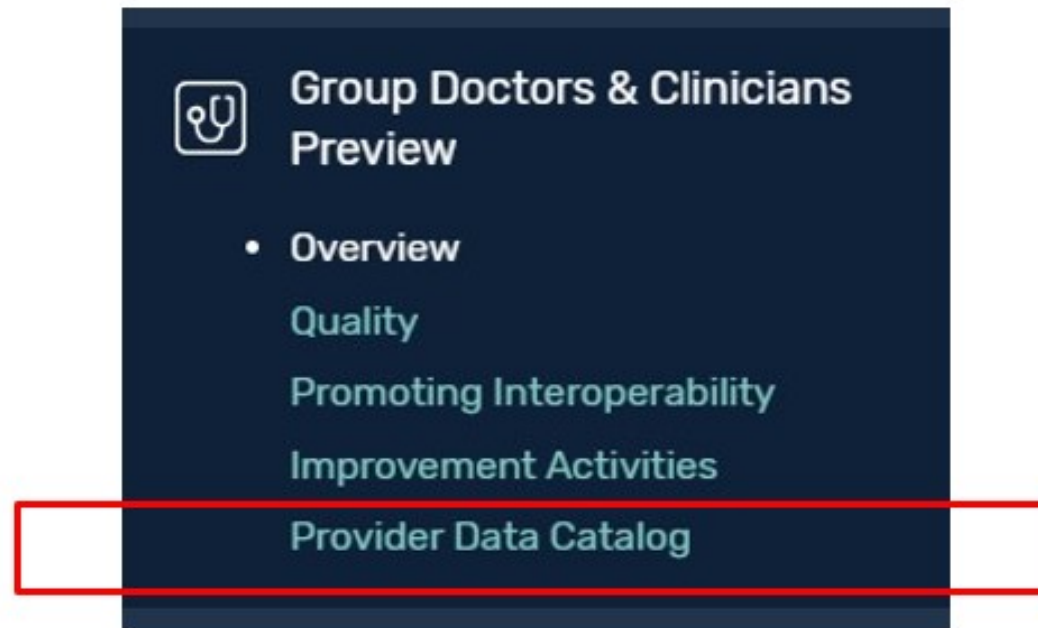 Group Doctors & Clinicians
Preview
• Overview
Quality
Promoting Interoperability
Improvement Activities
Provider Data Catalog